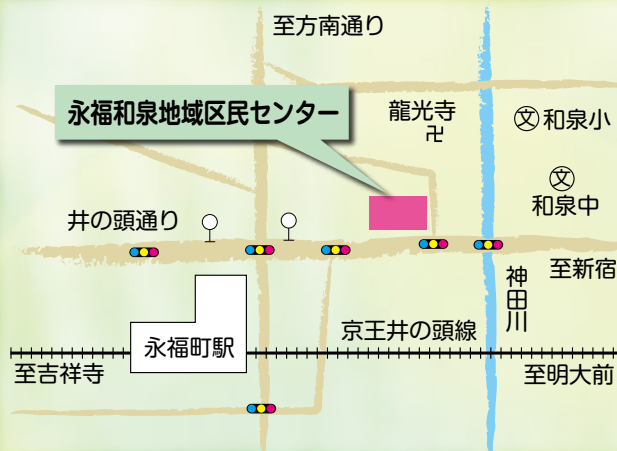 至方南通り
永福和泉地域区民センター
龍光寺
卍
文和泉小
文
和泉中
井の頭通り
至新宿
神田川
京王井の頭線
永福町駅
至吉祥寺
至明大前